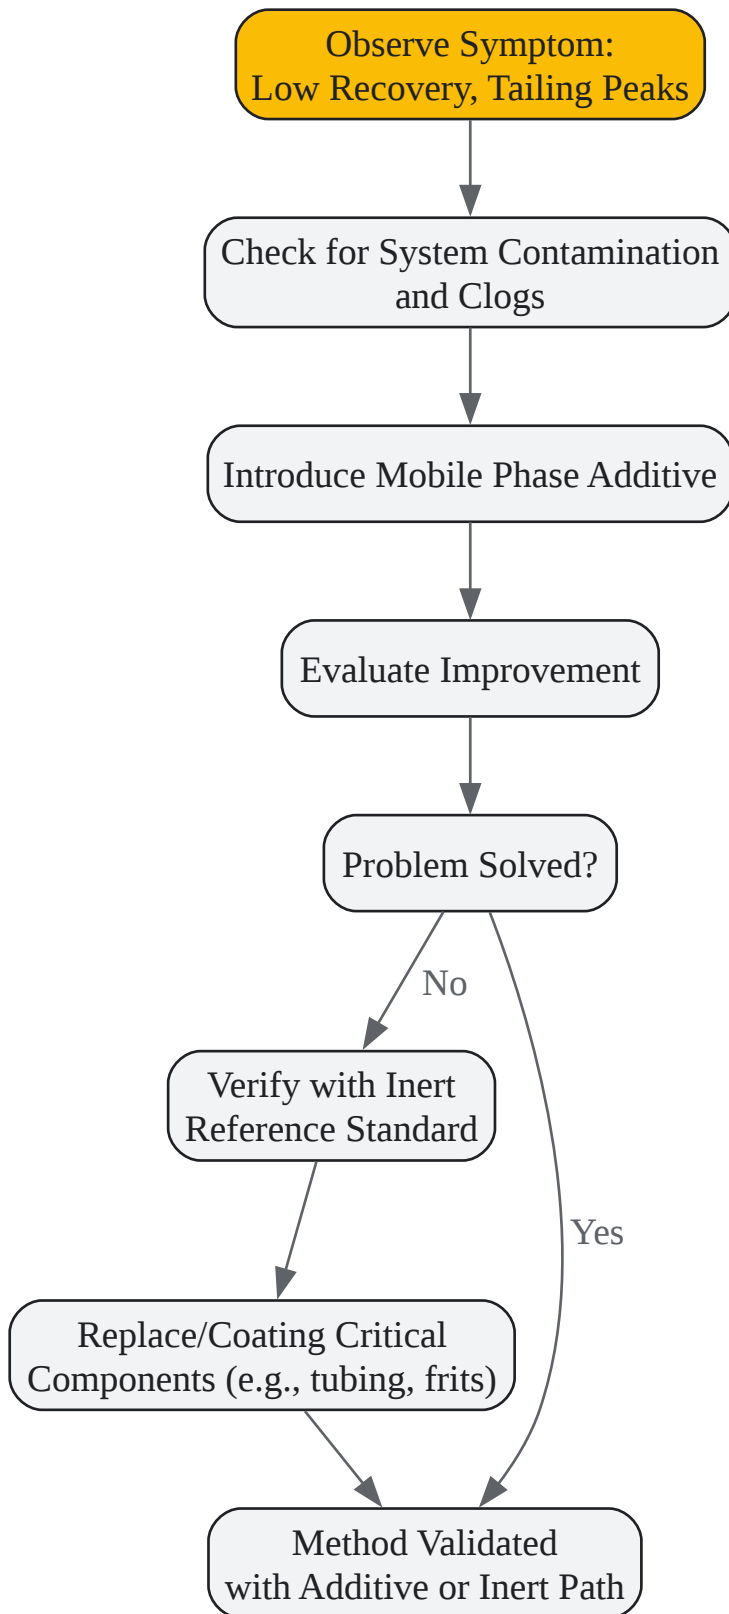 Observe Symptom:
Low Recovery, Tailing Peaks
Check for System Contamination
and Clogs
Introduce Mobile Phase Additive
Evaluate Improvement
Problem Solved?
No
Verify with Inert
Reference Standard
Yes
Replace/Coating Critical
Components (e.g., tubing, frits)
Method Validated
with Additive or Inert Path